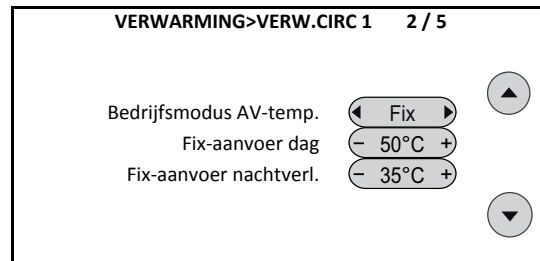 VERWARMING>VERW.CIRC 1 2 / 5
Bedrijfsmodus AV-temp. Fix
Fix-aanvoer dag − 50°C +
Fix-aanvoer nachtverl. − 35°C +